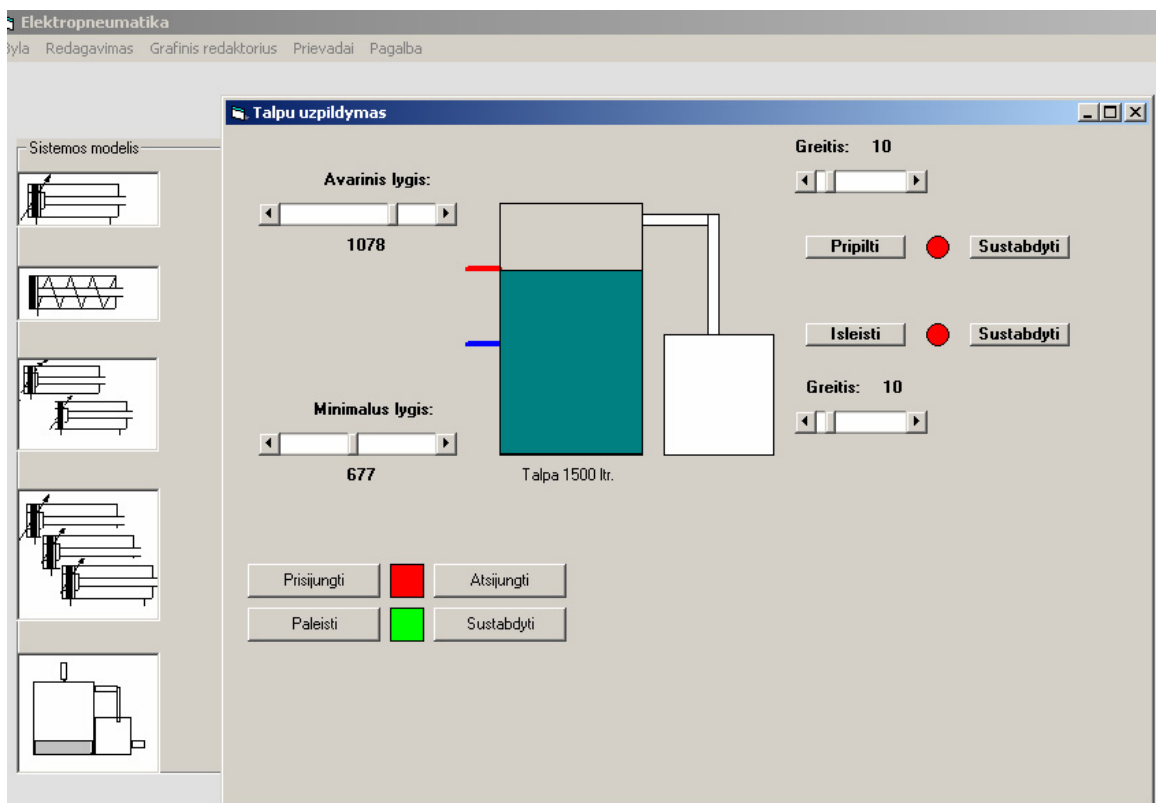 Elektropneumatika
Byla Redagavimas Grafinis redaktorius Prievadai Pagalba
Talpu uzpildymas
Sistemos modelis
Greitis: 10
Avarinis lygis:
1078
Pripilti Sustabdyti
Isleisti Sustabdyti
Greitis: 10
Minimalus lygis:
677
Talpa 1500 ltr.
Prisijungti Atsijungti
Paleisti Sustabdyti